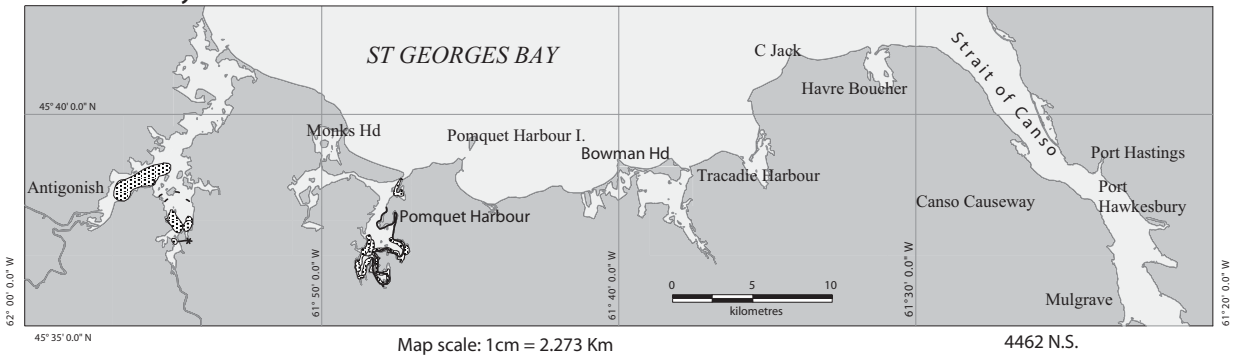 ST GEORGES BAY
C Jack
Strait of Canso
Havre Boucher
45° 40' 0.0" N
Monks Hd
Pomquet Harbour I.
Bowman Hd
Port Hastings
Antigonish
Tracadie Harbour
Port
Hawkesbury
Canso Causeway
Pomquet Harbour
62° 00' 0.0" W
61° 50' 0.0" W
61° 40' 0.0" W
61° 30' 0.0" W
61° 20' 0.0" W
0 5 10
kilometres
Mulgrave
45° 35' 0.0" N
Map scale: 1cm = 2.273 Km
4462 N.S.